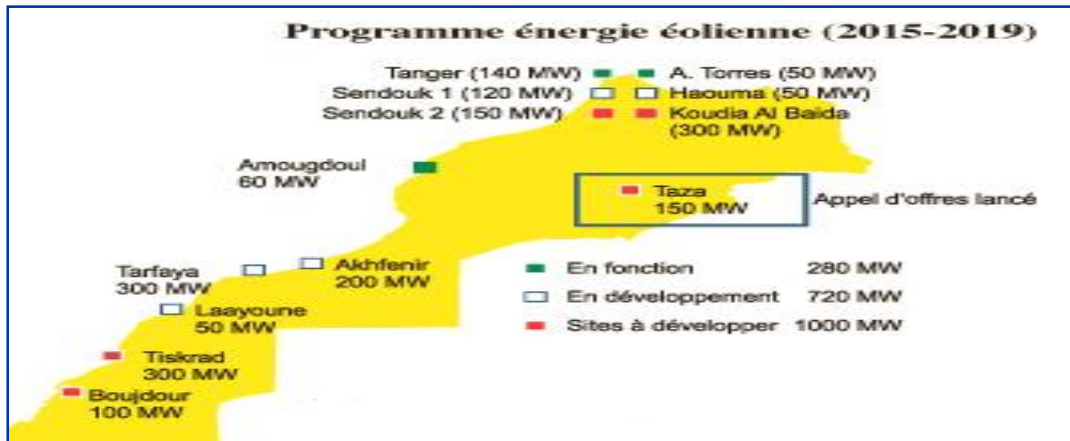 Programme énergie éolienne (2015-2019)
Tanger (140 MW)
A. Torres (50 MW)
Sendouk 1 (120 MW)
Haouma (50 MW)
Sendouk 2 (150 MW)
Koudia Al Baida
(300 MW)
Amougdoul
60 MW
Taza
150 MW
Appel d'offres lancé
Tarfaya
300 MW
Akhfenir
200 MW
Laayoune
50 MW
Tiskrad
300 MW
Boujdour
100 MW
En fonction 280 MW
En développement 720 MW
Sites à développer 1000 MW